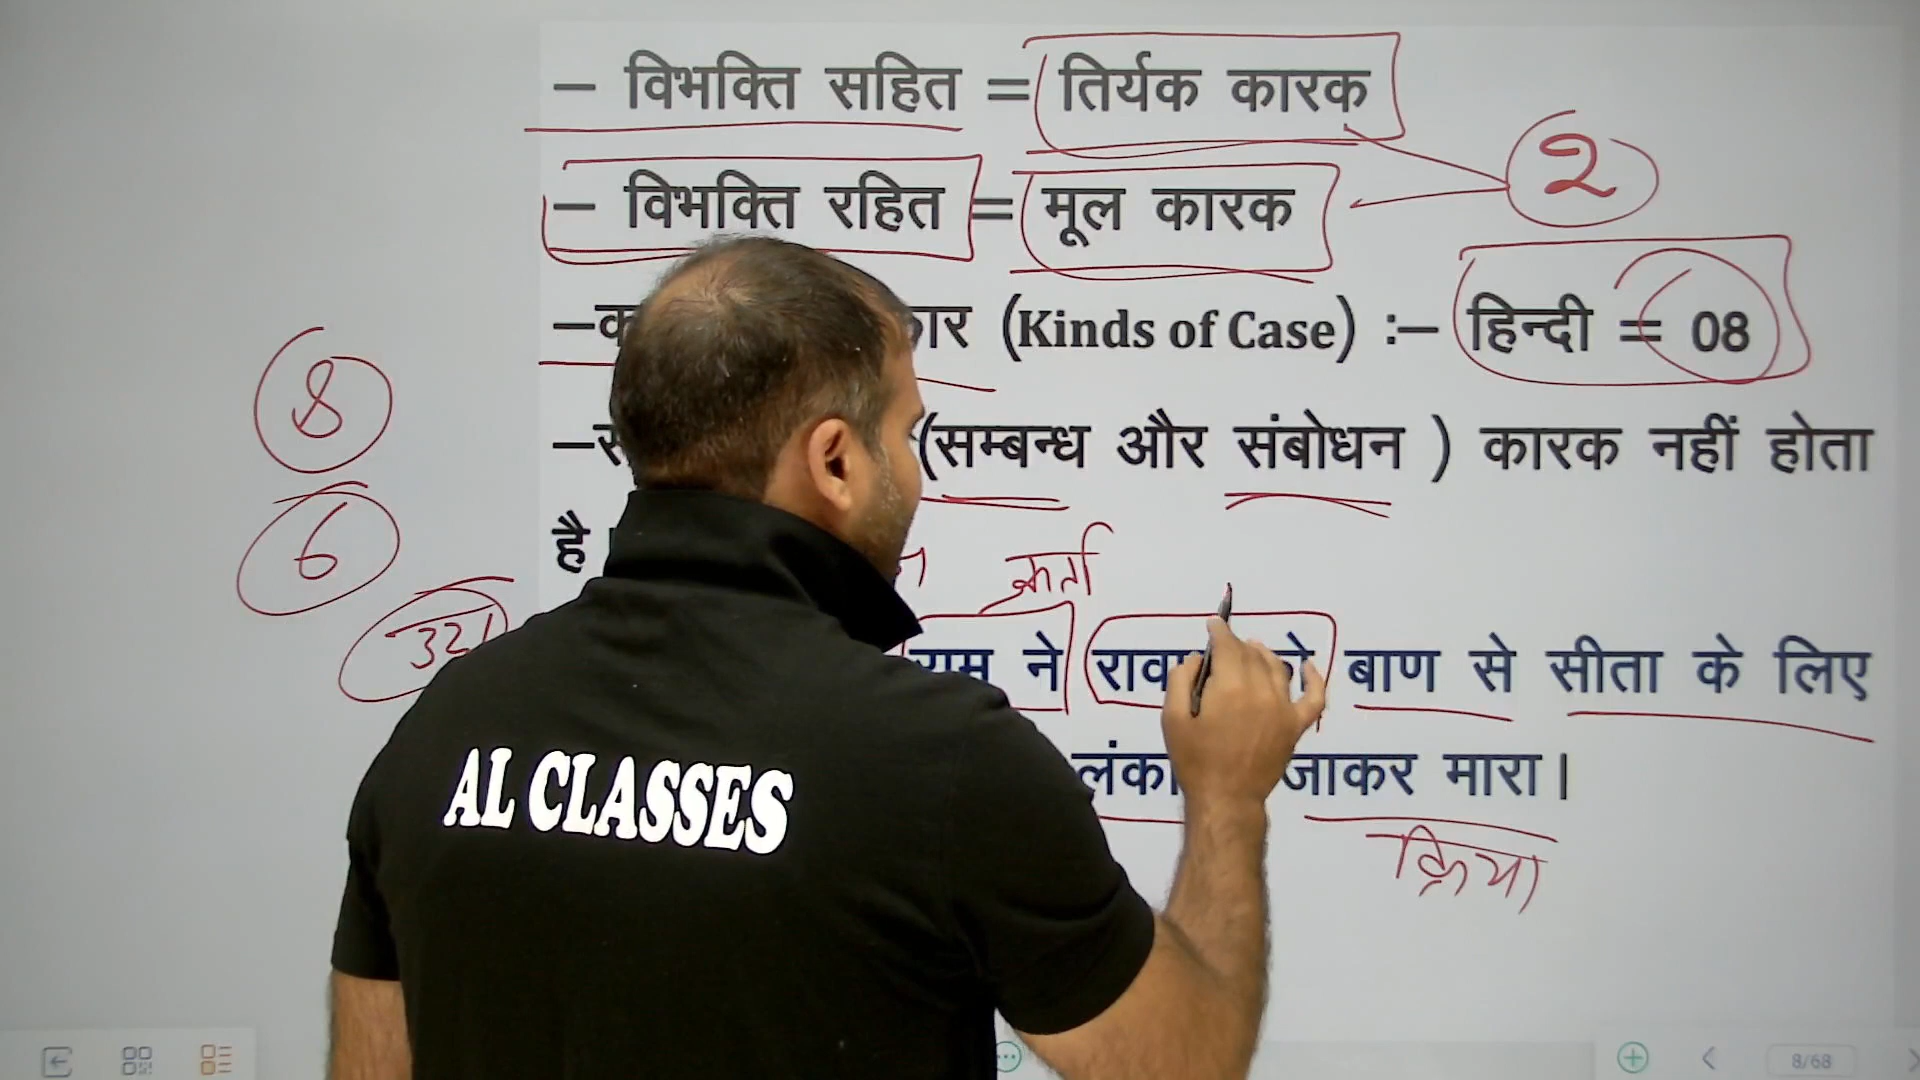 – विभक्ति सहित = तिर्यक कारक
2
– विभक्ति रहित = मूल कारक
कार (Kinds of Case) :– हिन्दी = 08
8
(सम्बन्ध और संबोधन ) कारक नहीं होता
6
है
कर्ता
राम ने को बाण से सीता के लिए
लंका जाकर मारा।
क्रिया
AL CLASSES
8/68